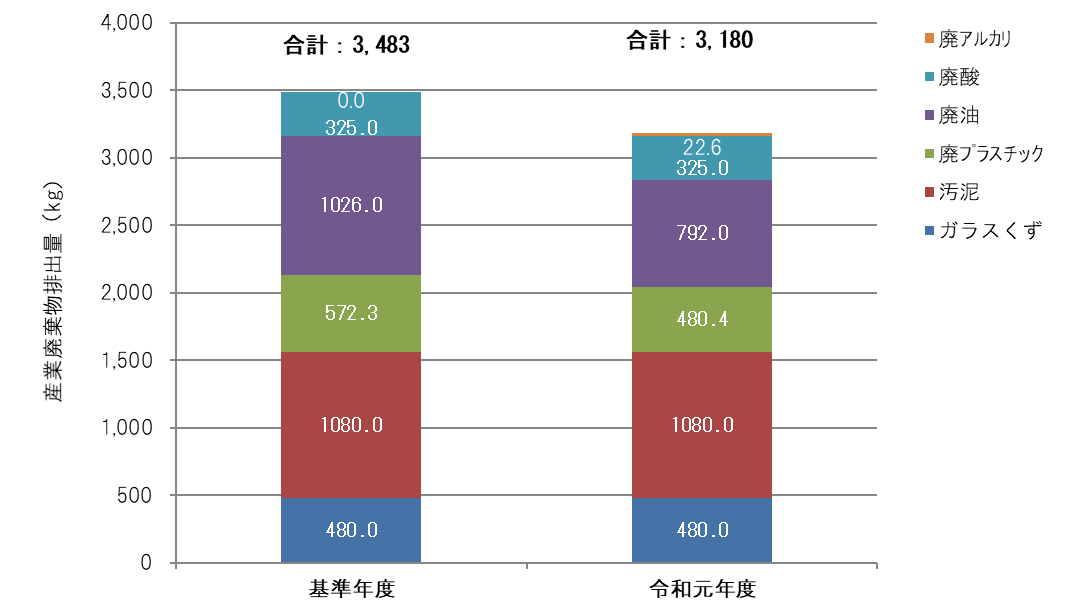 4,000
3,500
3,000
2,500
2,000
1,500
1,000
500
0
産業廃棄物排出量（kg）
合計：3,483
0.0
325.0
1026.0
572.3
1080.0
480.0
基準年度
合計：3,180
22.6
325.0
792.0
480.4
1080.0
480.0
令和元年度
廃アルカリ
廃酸
廃油
廃プラスチック
汚泥
ガラスくず